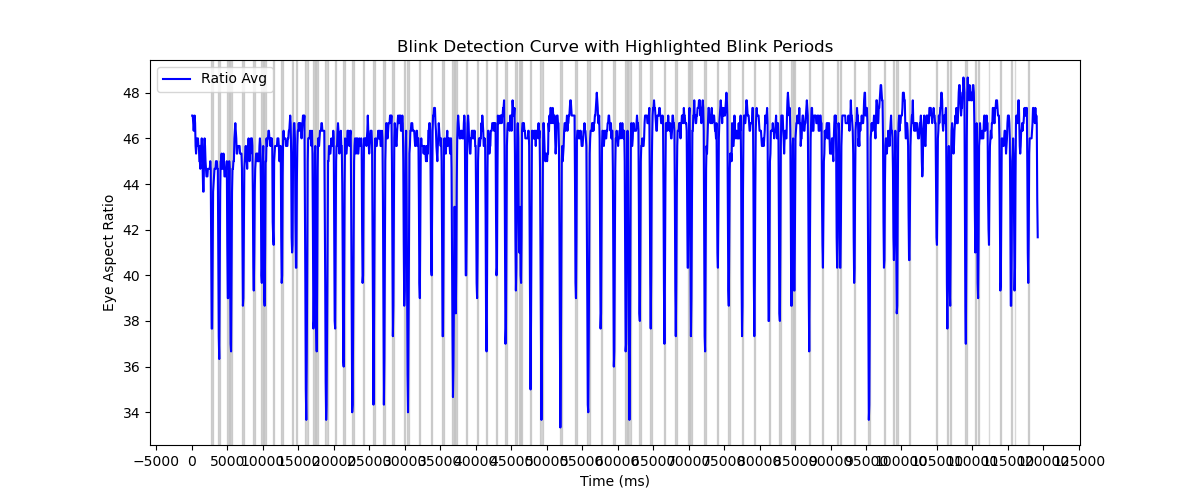 Blink Detection Curve with Highlighted Blink Periods
Ratio Avg
Eye Aspect Ratio
48
46
44
42
40
38
36
34
−5000 0 5000 10000 15000 20000 25000 30000 35000 40000 45000 50000 55000 60000 65000 70000 75000 80000 85000 90000 95000 100000 105000 110000 115000 120000 125000
Time (ms)